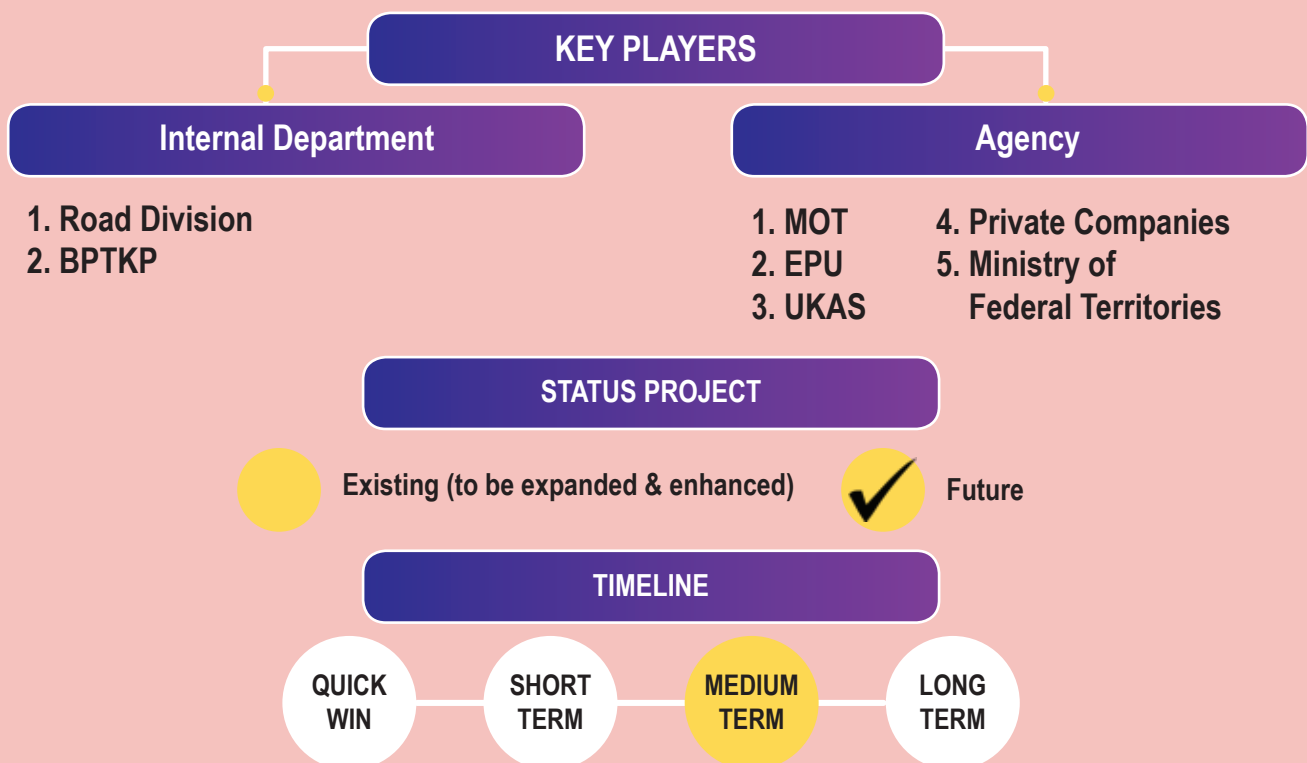 KEY PLAYERS
Internal Department
1. Road Division
2. BPTKP
Agency
1. MOT
2. EPU
3. UKAS
4. Private Companies
5. Ministry of
Federal Territories
STATUS PROJECT
Existing (to be expanded & enhanced)
Future
TIMELINE
QUICK
WIN
SHORT
TERM
MEDIUM
TERM
LONG
TERM